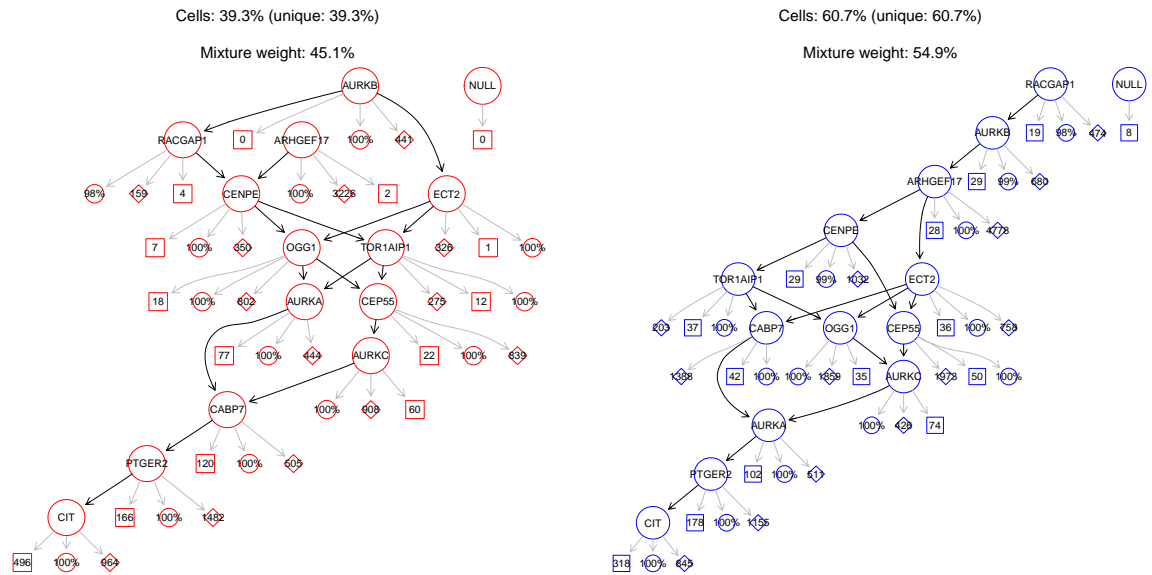 Cells: 39.3% (unique: 39.3%)
Mixture weight: 45.1%
AURKB
NULL
RACGAP1
0
ARHGEF17
100%
441
0
98%
159
4
CENPE
100%
3226
2
ECT2
7
100%
350
OGG1
TOR1AIP1
326
1
100%
18
100%
802
AURKA
CEP55
275
12
100%
77
100%
444
AURKC
22
100%
839
CABP7
100%
908
60
PTGER2
120
100%
505
CIT
166
100%
1482
496
100%
964
Cells: 60.7% (unique: 60.7%)
Mixture weight: 54.9%
RACGAP1
NULL
AURKB
19
98%
474
8
ARHGEF17
29
99%
680
CENPE
28
100%
4778
TOR1AIP1
29
99%
1032
ECT2
203
37
100%
CABP7
OGG1
CEP55
36
100%
758
1388
42
100%
100%
1859
35
AURKC
1973
50
100%
AURKA
100%
426
74
PTGER2
102
100%
511
CIT
178
100%
1155
318
100%
645